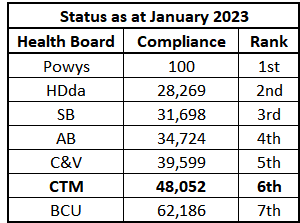 Status as at January 2023
Health Board Compliance Rank
Powys 100 1st
HDda 28,269 2nd
SB 31,698 3rd
AB 34,724 4th
C&V 39,599 5th
CTM 48,052 6th
BCU 62,186 7th